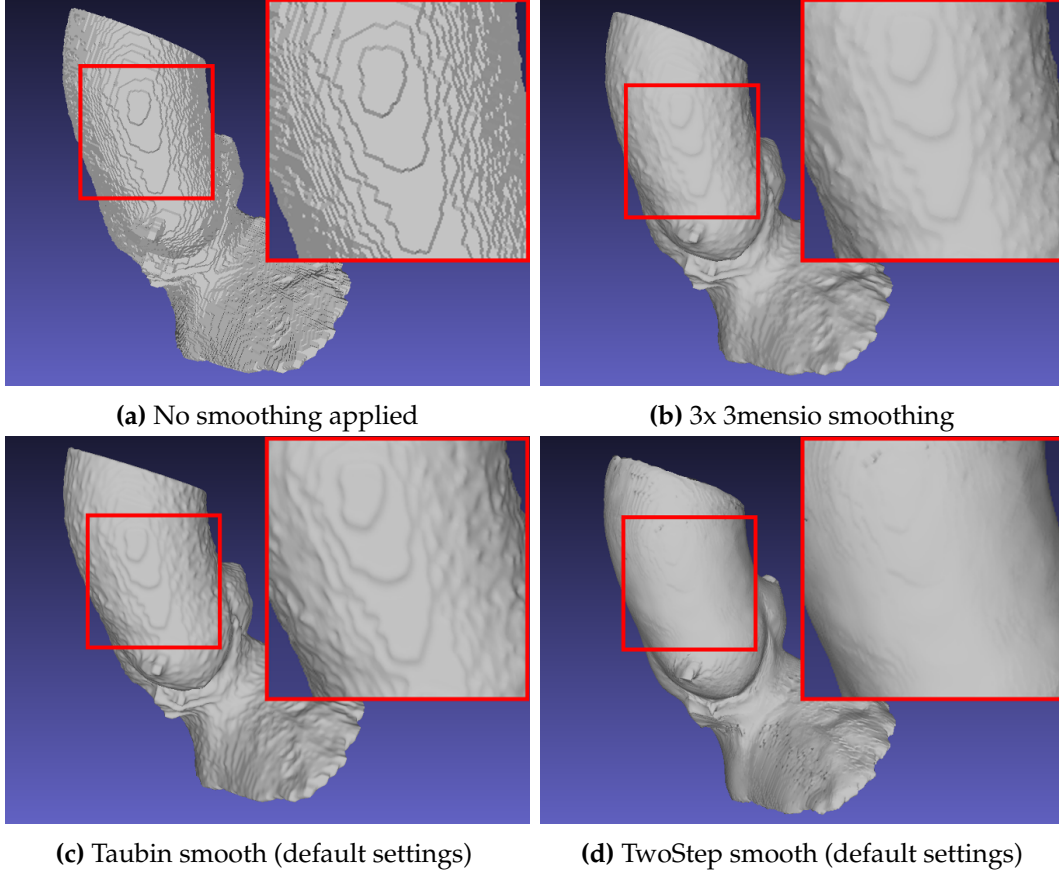 (a) No smoothing applied
(b) 3x 3mensio smoothing
(c) Taubin smooth (default settings)
(d) TwoStep smooth (default settings)